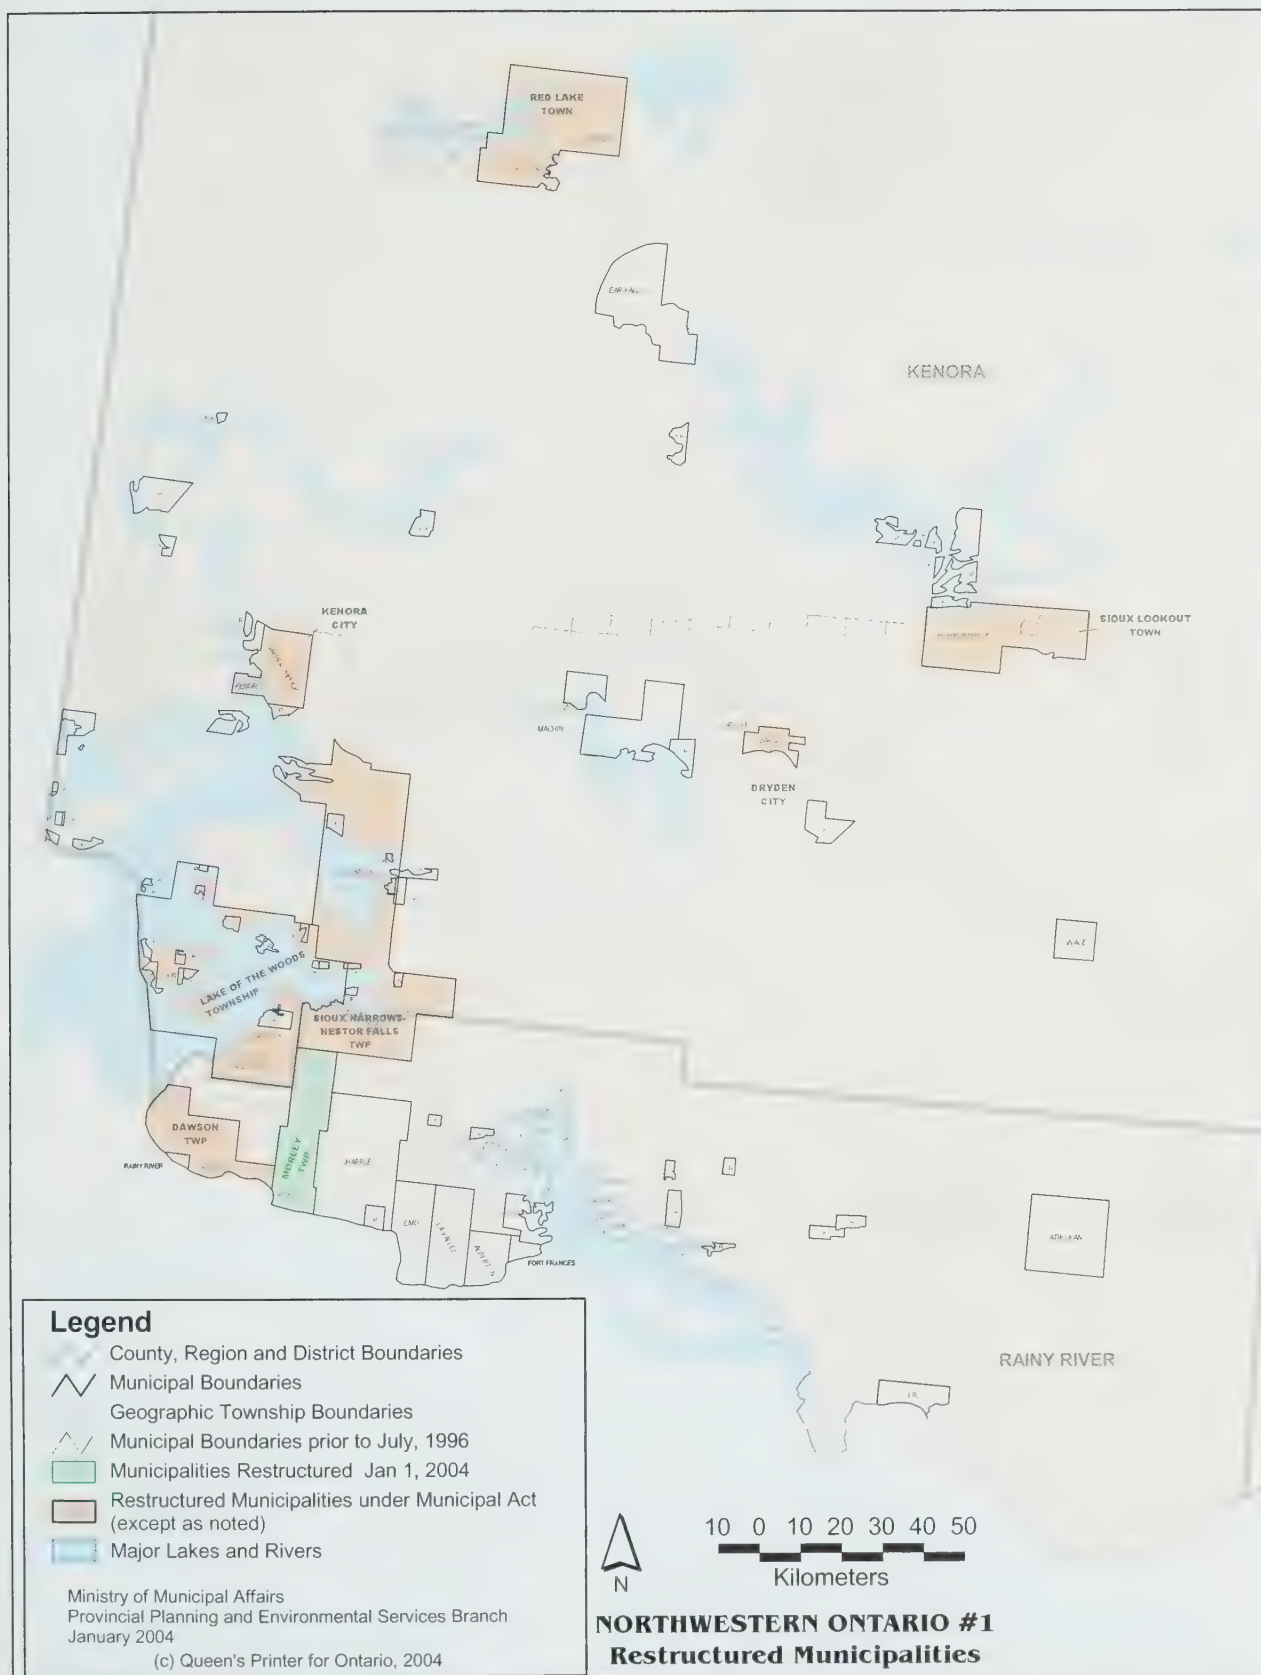 RED LAKE
TOWN
KENORA
KENORA
CITY
SIOUX LOOKOUT
TOWN
MACHIN
DRYDEN
CITY
LAKE OF THE WOODS
TOWNSHIP
SIOUX NARROWS-
NESTOR FALLS
TWP
DAWSON
TWP
RAINY RIVER
MORLEY
TWP
EMO
LAVALLEE
FORT FRANCES
RAINY RIVER
I.R.
Legend
County, Region and District Boundaries
Municipal Boundaries
Geographic Township Boundaries
Municipal Boundaries prior to July, 1996
Municipalities Restructured Jan 1, 2004
Restructured Municipalities under Municipal Act
(except as noted)
Major Lakes and Rivers
Ministry of Municipal Affairs
Provincial Planning and Environmental Services Branch
January 2004
(c) Queen's Printer for Ontario, 2004
10 0 10 20 30 40 50
Kilometers
N
NORTHWESTERN ONTARIO #1
Restructured Municipalities